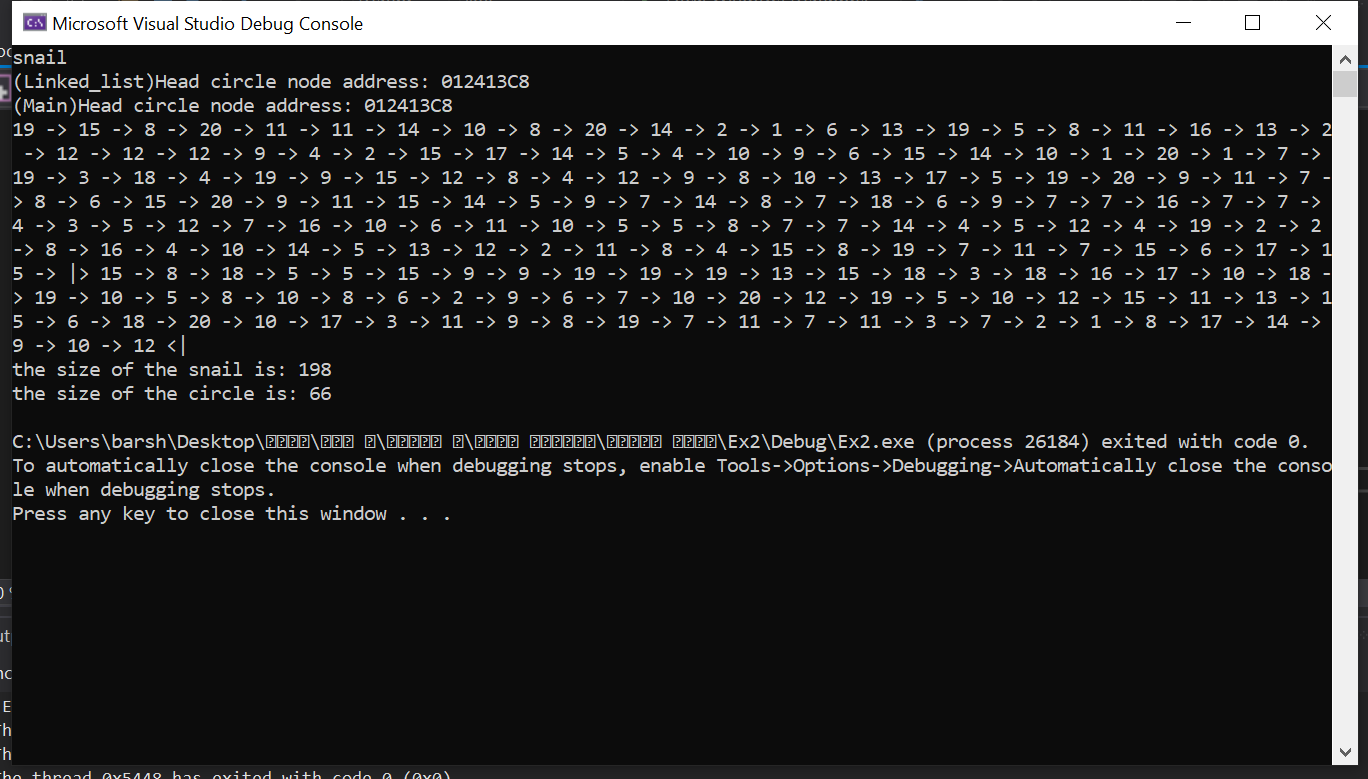 Microsoft Visual Studio Debug Console
snail
(Linked_list)Head circle node address: 012413C8
(Main)Head circle node address: 012413C8
19 -> 15 -> 8 -> 20 -> 11 -> 11 -> 14 -> 10 -> 8 -> 20 -> 14 -> 2 -> 1 -> 6 -> 13 -> 19 -> 5 -> 8 -> 11 -> 16 -> 13 -> 2
-> 12 -> 12 -> 12 -> 9 -> 4 -> 2 -> 15 -> 17 -> 14 -> 5 -> 4 -> 10 -> 9 -> 6 -> 15 -> 14 -> 10 -> 1 -> 20 -> 1 -> 7 ->
19 -> 3 -> 18 -> 4 -> 19 -> 9 -> 15 -> 12 -> 8 -> 4 -> 12 -> 9 -> 8 -> 10 -> 13 -> 17 -> 5 -> 19 -> 20 -> 9 -> 11 -> 7 -
> 8 -> 6 -> 15 -> 20 -> 9 -> 11 -> 15 -> 14 -> 5 -> 9 -> 7 -> 14 -> 8 -> 7 -> 18 -> 6 -> 9 -> 7 -> 7 -> 16 -> 7 -> 7 ->
4 -> 3 -> 5 -> 12 -> 7 -> 16 -> 10 -> 6 -> 11 -> 10 -> 5 -> 5 -> 8 -> 7 -> 7 -> 14 -> 4 -> 5 -> 12 -> 4 -> 19 -> 2 -> 2
-> 8 -> 16 -> 4 -> 10 -> 14 -> 5 -> 13 -> 12 -> 2 -> 11 -> 8 -> 4 -> 15 -> 8 -> 19 -> 7 -> 11 -> 7 -> 15 -> 6 -> 17 -> 1
5 -> |> 15 -> 8 -> 18 -> 5 -> 5 -> 15 -> 9 -> 9 -> 19 -> 19 -> 19 -> 13 -> 15 -> 18 -> 3 -> 18 -> 16 -> 17 -> 10 -> 18 -
> 19 -> 10 -> 5 -> 8 -> 10 -> 8 -> 6 -> 2 -> 9 -> 6 -> 7 -> 10 -> 20 -> 12 -> 19 -> 5 -> 10 -> 12 -> 15 -> 11 -> 13 -> 1
5 -> 6 -> 18 -> 20 -> 10 -> 17 -> 3 -> 11 -> 9 -> 8 -> 19 -> 7 -> 11 -> 7 -> 11 -> 3 -> 7 -> 2 -> 1 -> 8 -> 17 -> 14 ->
9 -> 10 -> 12 <|
the size of the snail is: 198
the size of the circle is: 66
C:\Users\barsh\Desktop\ \ \ \ \ \Ex2\Debug\Ex2.exe (process 26184) exited with code 0.
To automatically close the console when debugging stops, enable Tools->Options->Debugging->Automatically close the conso
le when debugging stops.
Press any key to close this window . . .
The thread 0x5448 has exited with code 0 (0x0).